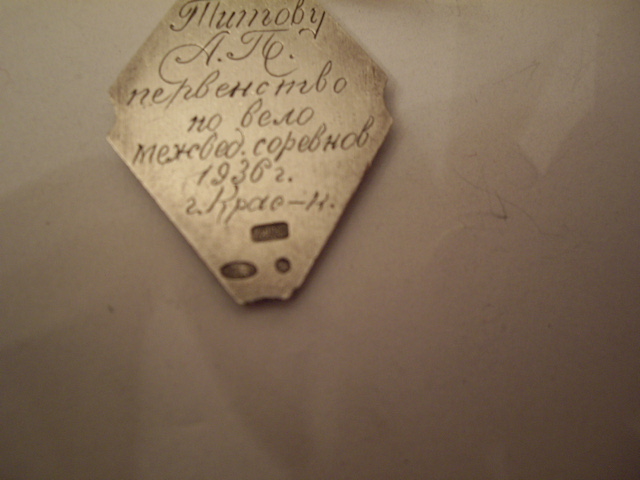 Титову
А.П.
первенство
по вело
межвед. соревнов
1936 г.
г. Крас-к.